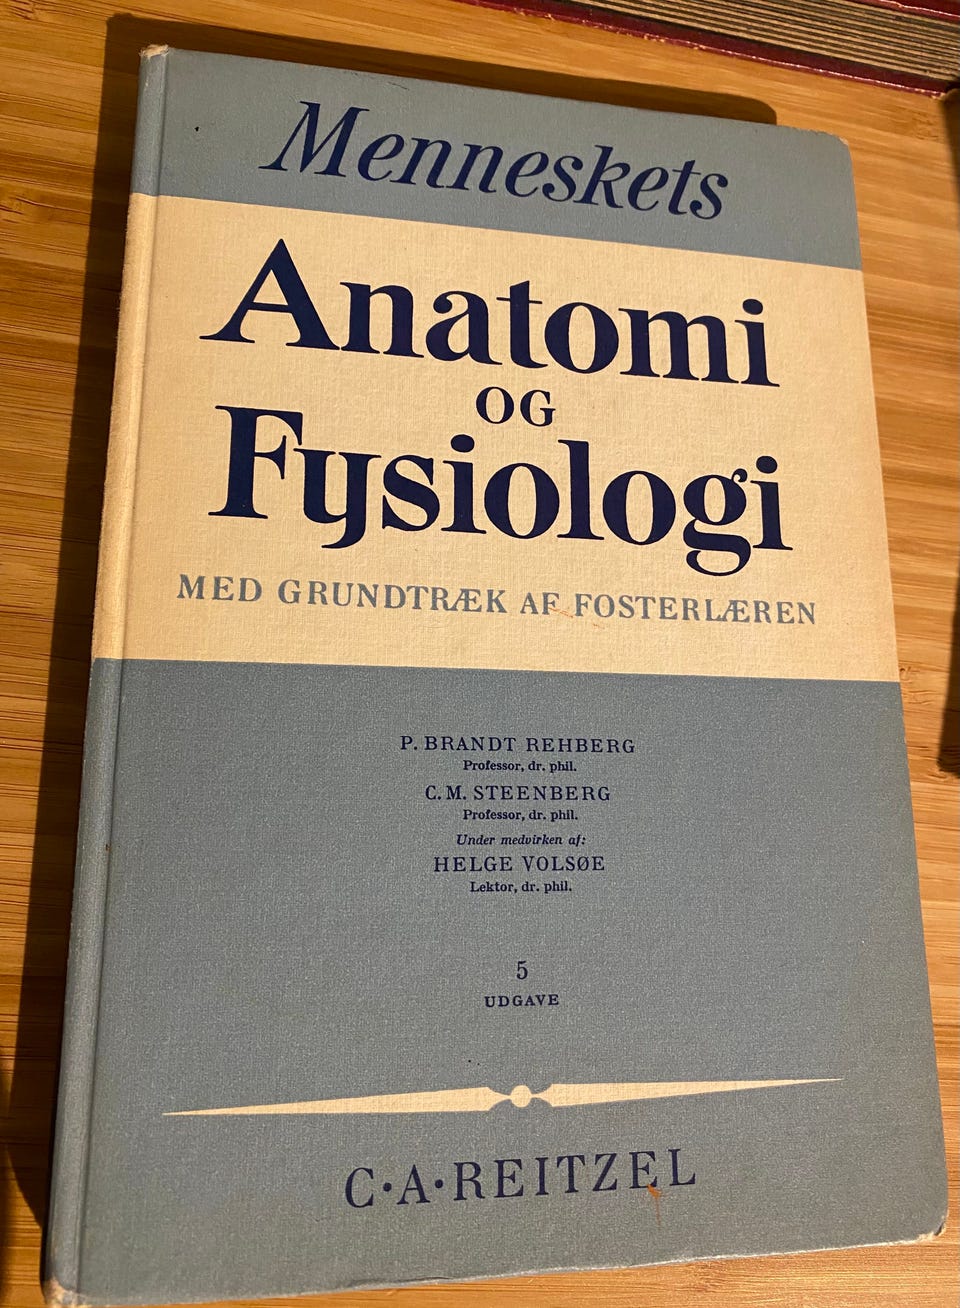 Menneskets
Anatomi
OG
Fysiologi
MED GRUNDTRÆK AF FOSTERLÆREN
P. BRANDT REHBERG
Professor, dr. phil.
C. M. STEENBERG
Professor, dr. phil.
Under medvirken af:
HELGE VOLSØE
Lektor, dr. phil.
5
UDGAVE
C·A·REITZEL